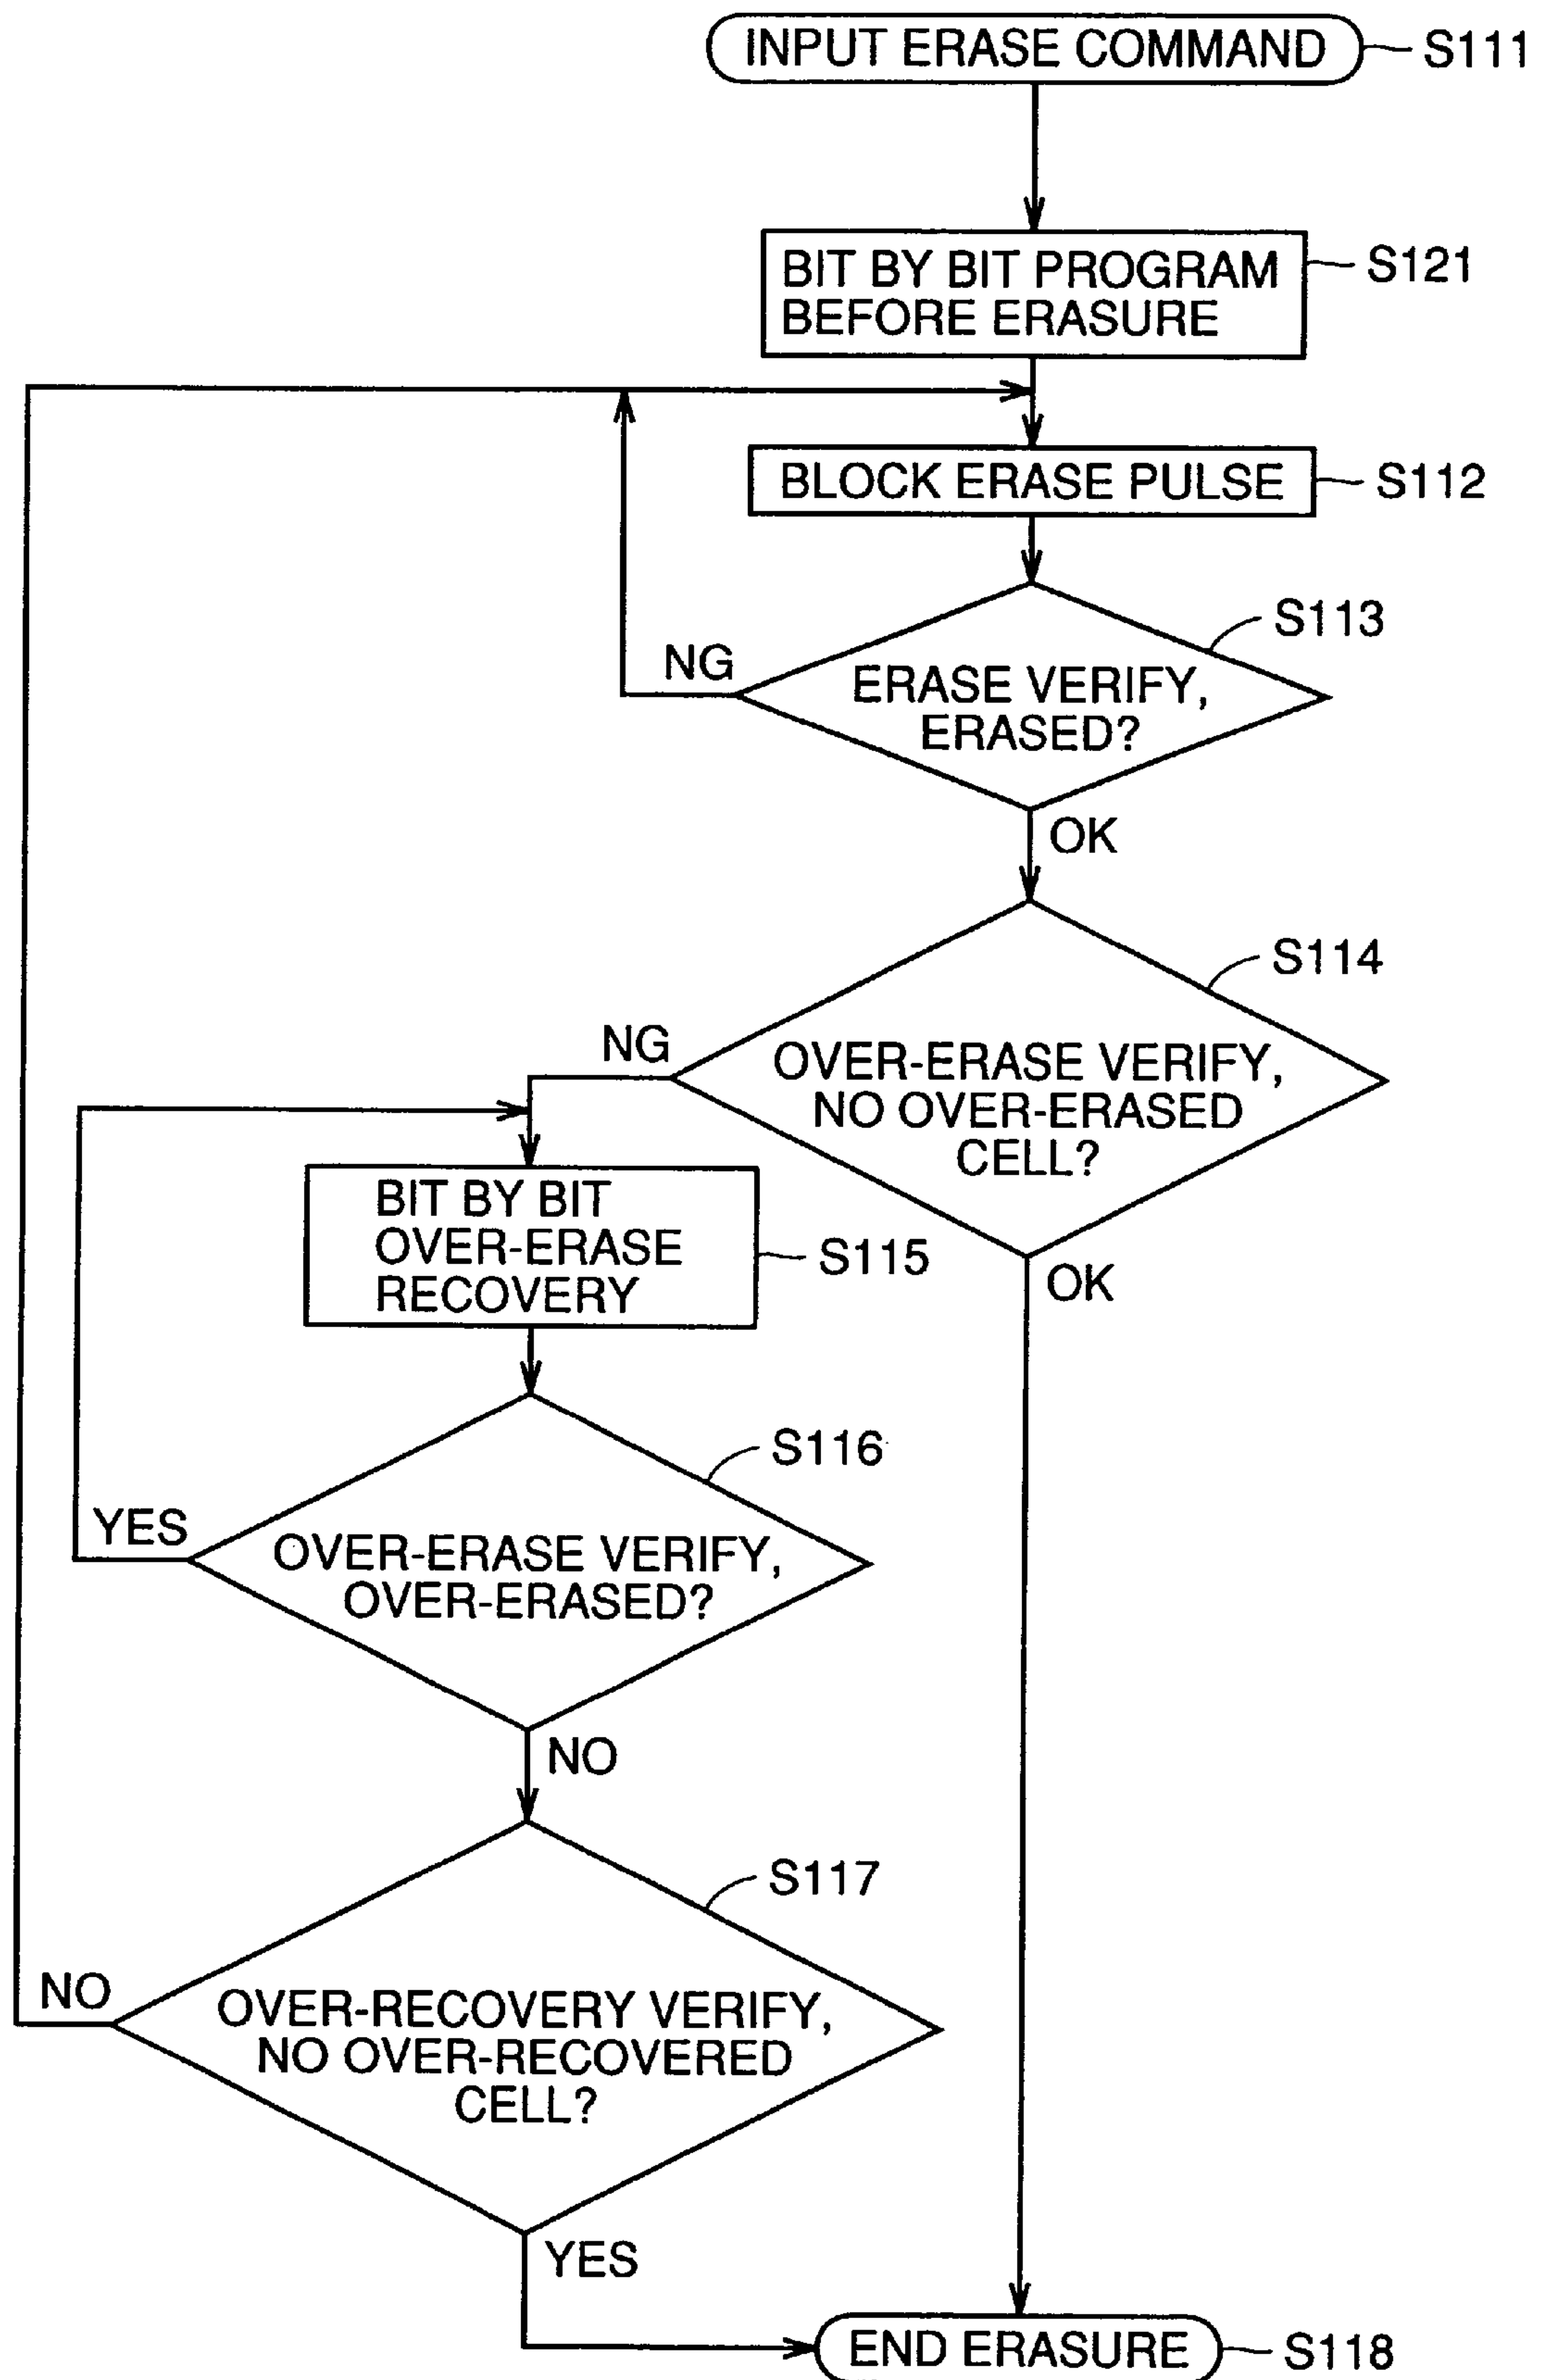 INPUT ERASE COMMAND
S111
BIT BY BIT PROGRAM
BEFORE ERASURE
S121
BLOCK ERASE PULSE
S112
S113
NG
ERASE VERIFY,
ERASED?
OK
S114
NG
OVER-ERASE VERIFY,
NO OVER-ERASED
CELL?
OK
BIT BY BIT
OVER-ERASE
RECOVERY
S115
S116
YES
OVER-ERASE VERIFY,
OVER-ERASED?
NO
S117
NO
OVER-RECOVERY VERIFY,
NO OVER-RECOVERED
CELL?
YES
END ERASURE
S118